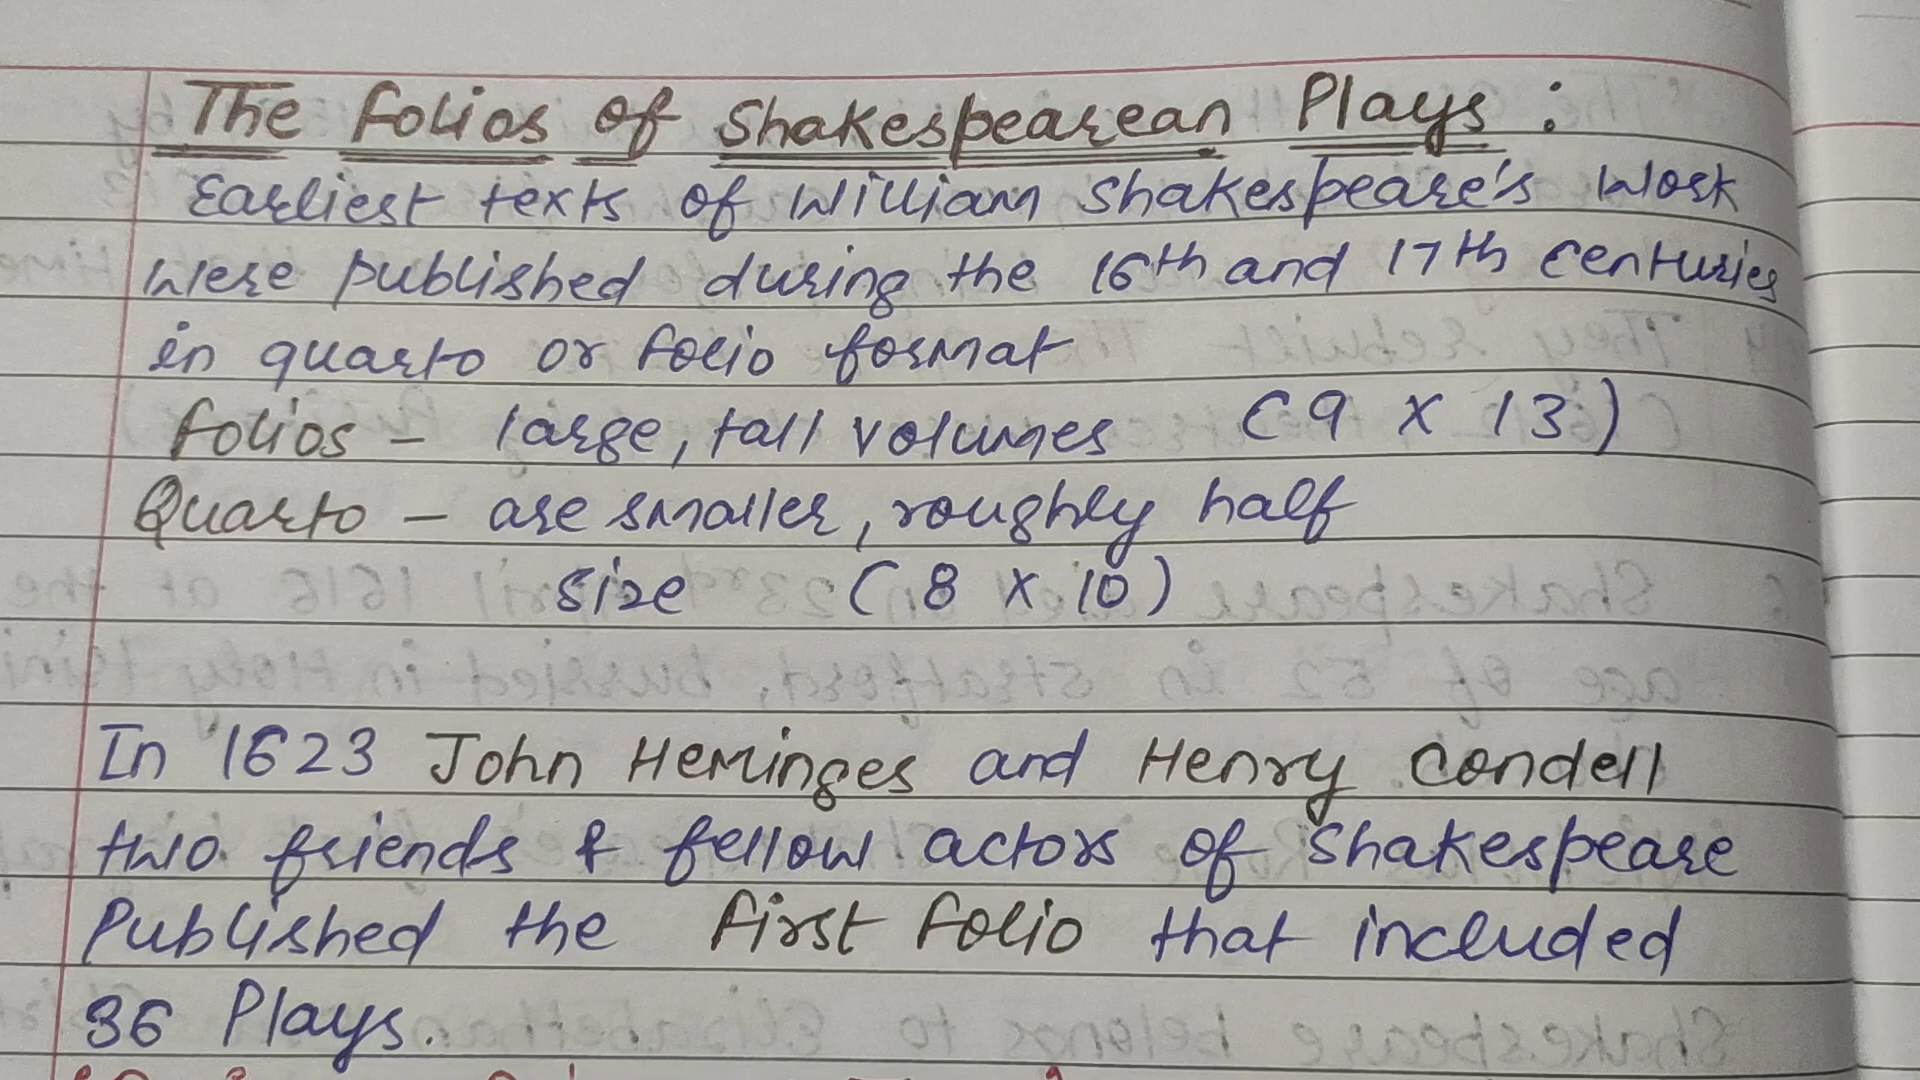 The Folios of Shakespearean Plays :
Earliest texts of William Shakespeare's work
were published during the 16th and 17th centuries
in quarto or folio format
Folios - large, tall volumes (9 X 13)
Quarto - are smaller, roughly half
size (8 X 10)
In 1623 John Heminges and Henry Condell
two friends & fellow actors of Shakespeare
Published the First Folio that included
36 Plays.